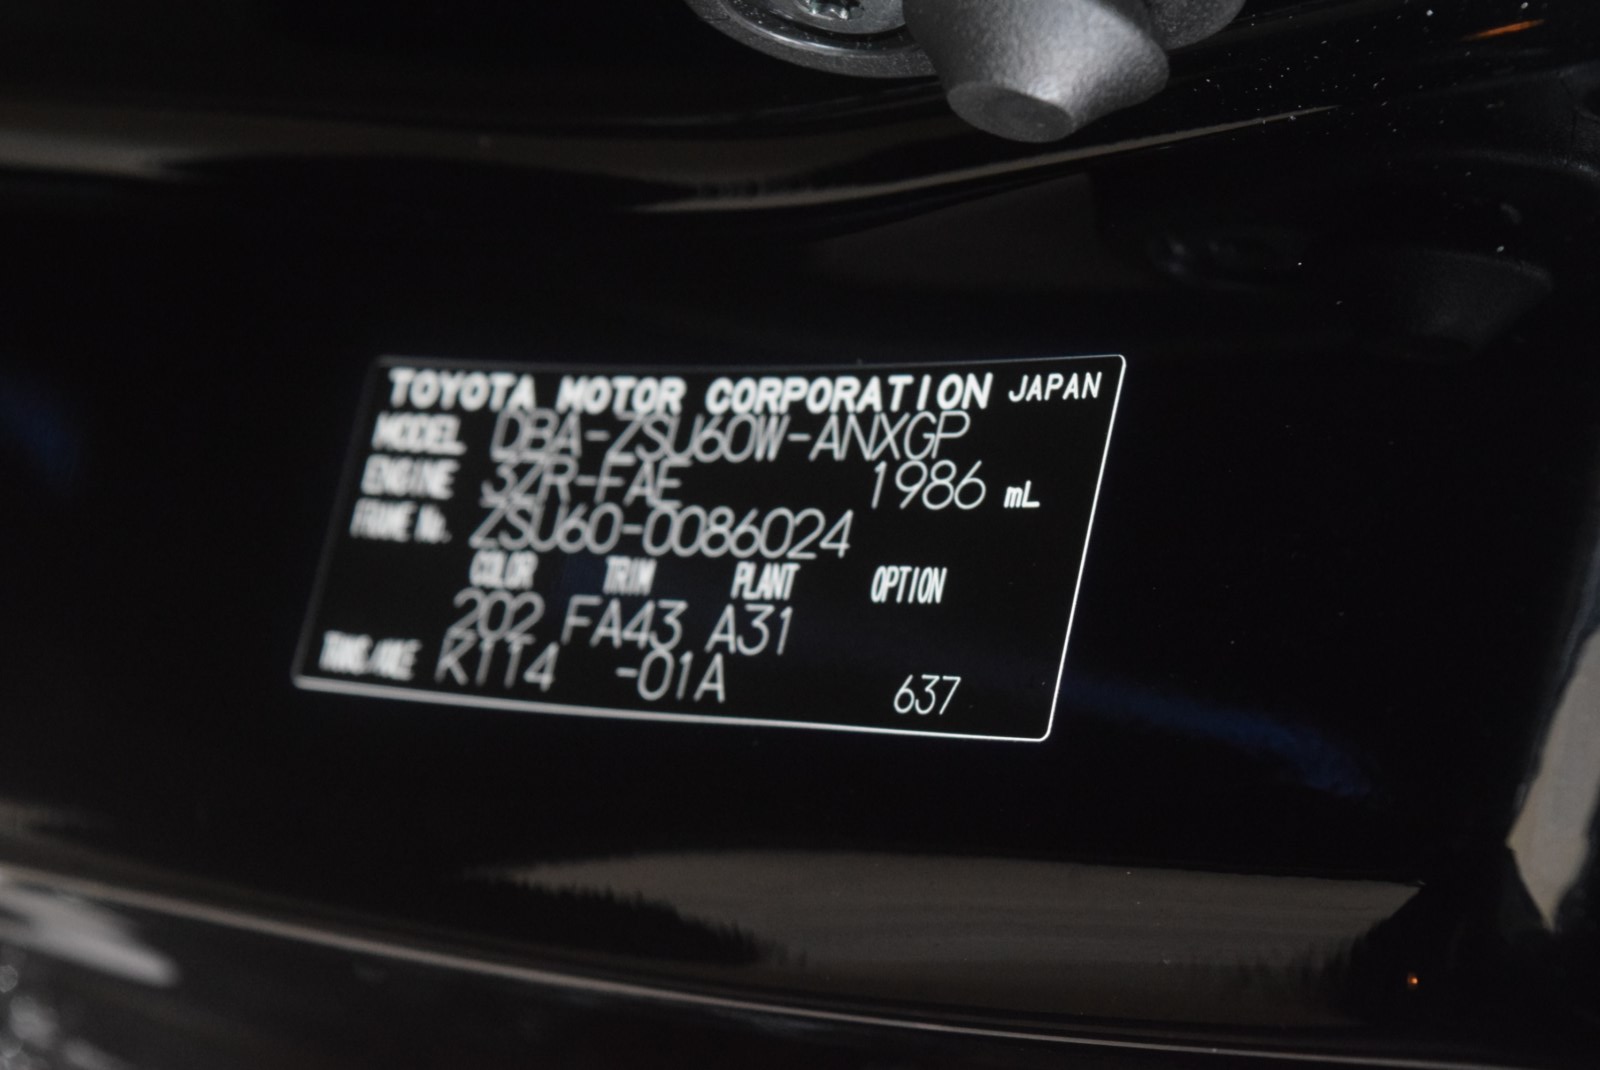 TOYOTA MOTOR CORPORATION JAPAN
MODEL DBA-ZSU60W-ANXGP
ENGINE 3ZR-FAE 1986 mL
FRAME No. ZSU60-0086024
COLOR TRIM PLANT OPTION
202 FA43 A31
TRANS/AXLE K114 -01A 637